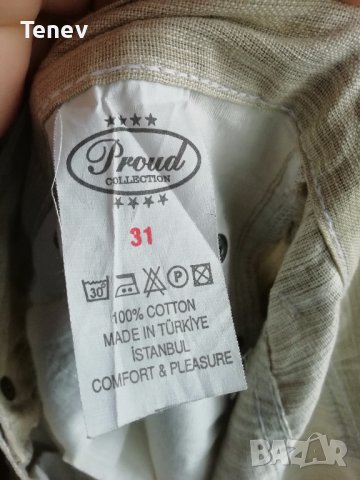 Tenev
Proud
COLLECTION
31
30°
P
100% COTTON
MADE IN TÜRKİYE
İSTANBUL
COMFORT & PLEASURE
BAZAR